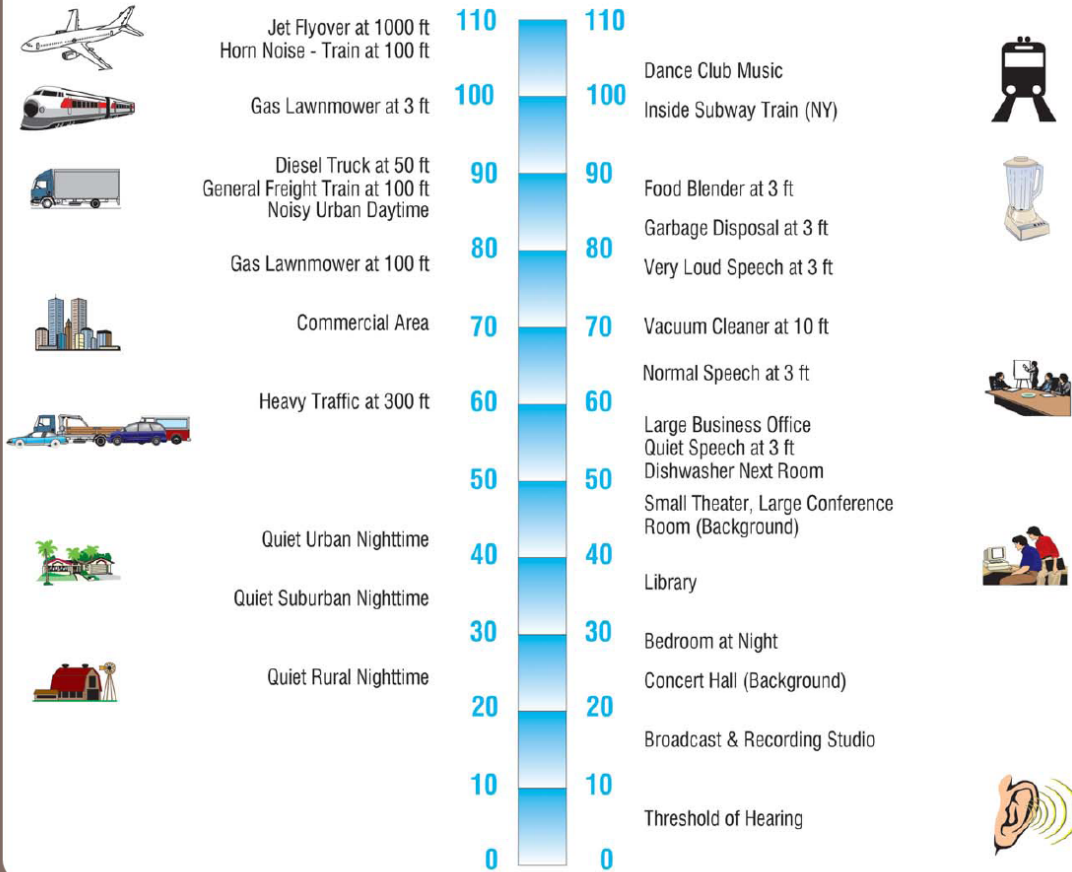 Jet Flyover at 1000 ft
Horn Noise - Train at 100 ft
Gas Lawnmower at 3 ft
Diesel Truck at 50 ft
General Freight Train at 100 ft
Noisy Urban Daytime
Gas Lawnmower at 100 ft
Commercial Area
Heavy Traffic at 300 ft
Quiet Urban Nighttime
Quiet Suburban Nighttime
Quiet Rural Nighttime
110
100
90
80
70
60
50
40
30
20
10
0
110
100
90
80
70
60
50
40
30
20
10
0
Dance Club Music
Inside Subway Train (NY)
Food Blender at 3 ft
Garbage Disposal at 3 ft
Very Loud Speech at 3 ft
Vacuum Cleaner at 10 ft
Normal Speech at 3 ft
Large Business Office
Quiet Speech at 3 ft
Dishwasher Next Room
Small Theater, Large Conference
Room (Background)
Library
Bedroom at Night
Concert Hall (Background)
Broadcast & Recording Studio
Threshold of Hearing